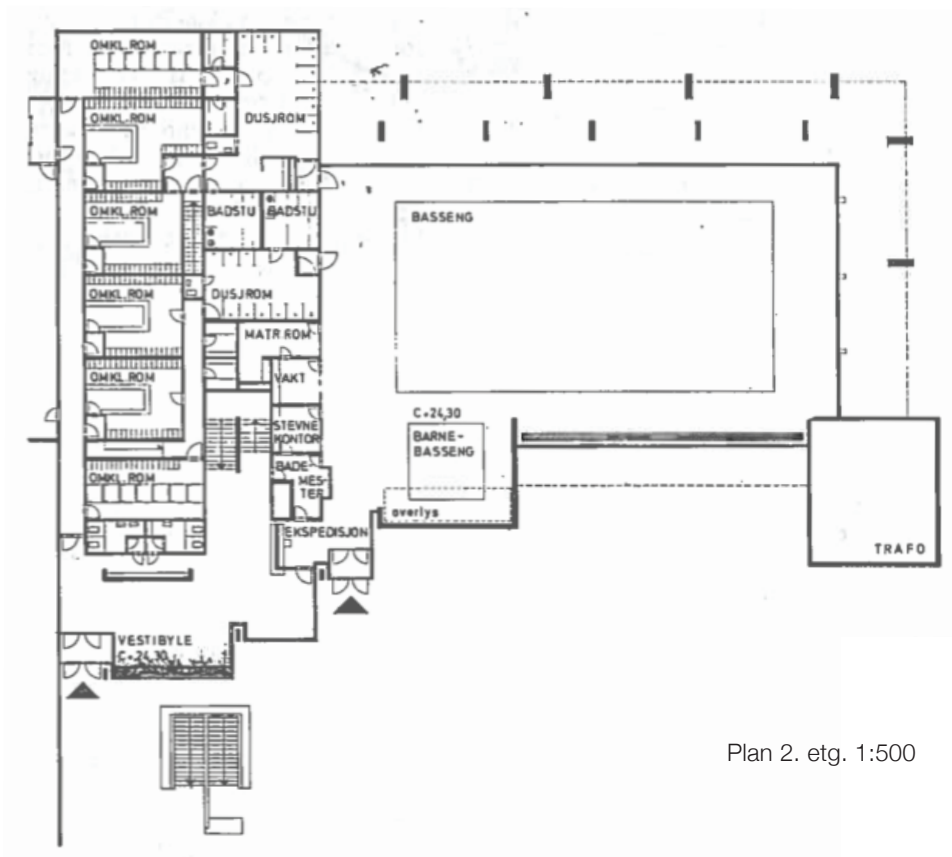 OMKL.ROM
OMKL.ROM
DUSJROM
OMKL.ROM
BADSTU
BADSTU
BASSENG
OMKL.ROM
DUSJROM
MATR.ROM
OMKL.ROM
VAKT
C+24,30
STEVNE
KONTOR
BARNE-
BASSENG
BADE-
MES-
TER
OMKL.ROM
overlys
EKSPEDISJON
TRAFO
VESTIBYLE
C+24,30
Plan 2. etg. 1:500